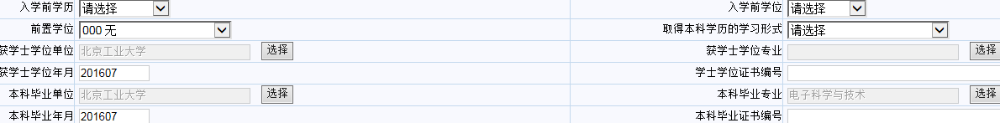 入学前学历 请选择 入学前学位 请选择
前置学位 000 无 取得本科学历的学习形式 请选择
获学士学位单位 北京工业大学 选择 获学士学位专业 选择
获学士学位年月 201607 学士学位证书编号
本科毕业单位 北京工业大学 选择 本科毕业专业 电子科学与技术 选择
本科毕业年月 201607 本科毕业证书编号